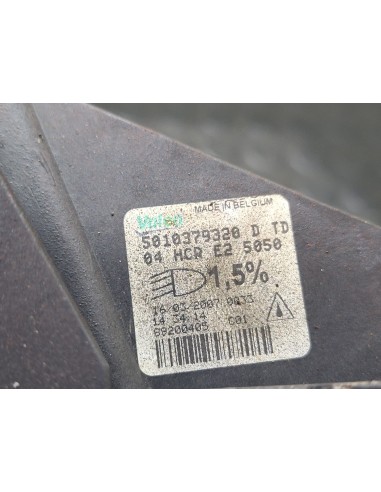 Valeo MADE IN BELGIUM
5010379320 D TD
04 HCR E2 5050
1,5%
16/03/2007 0033
14 34 14
89200405 C01